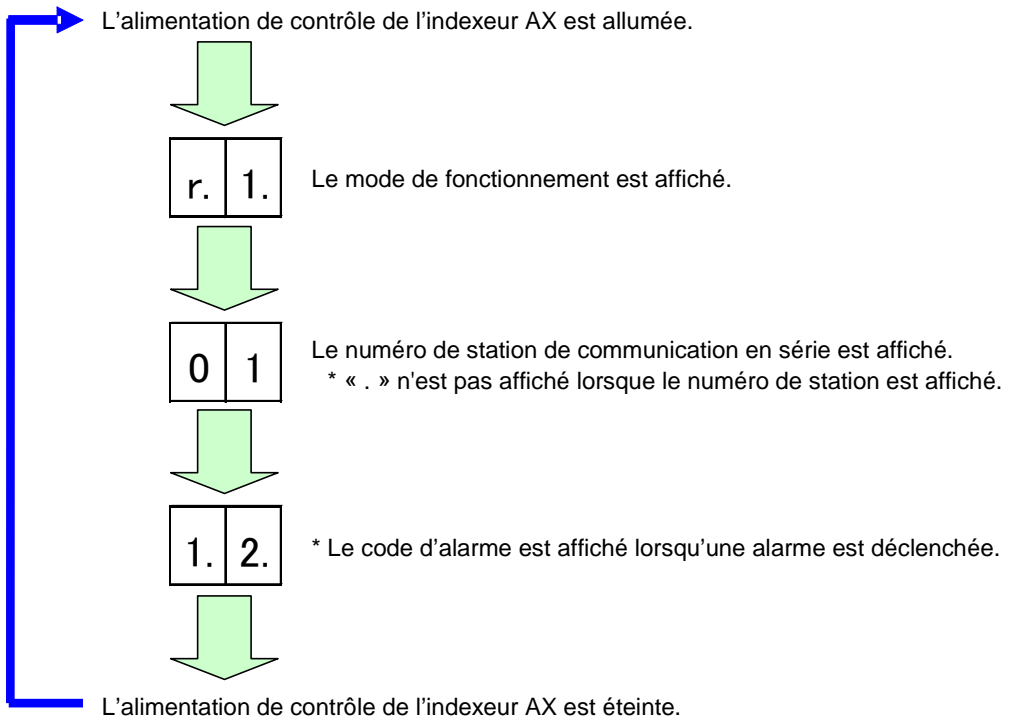 L’alimentation de contrôle de l’indexeur AX est allumée.
r. 1. Le mode de fonctionnement est affiché.
0 1 Le numéro de station de communication en série est affiché.
* « . » n'est pas affiché lorsque le numéro de station est affiché.
1. 2. * Le code d’alarme est affiché lorsqu’une alarme est déclenchée.
L’alimentation de contrôle de l’indexeur AX est éteinte.